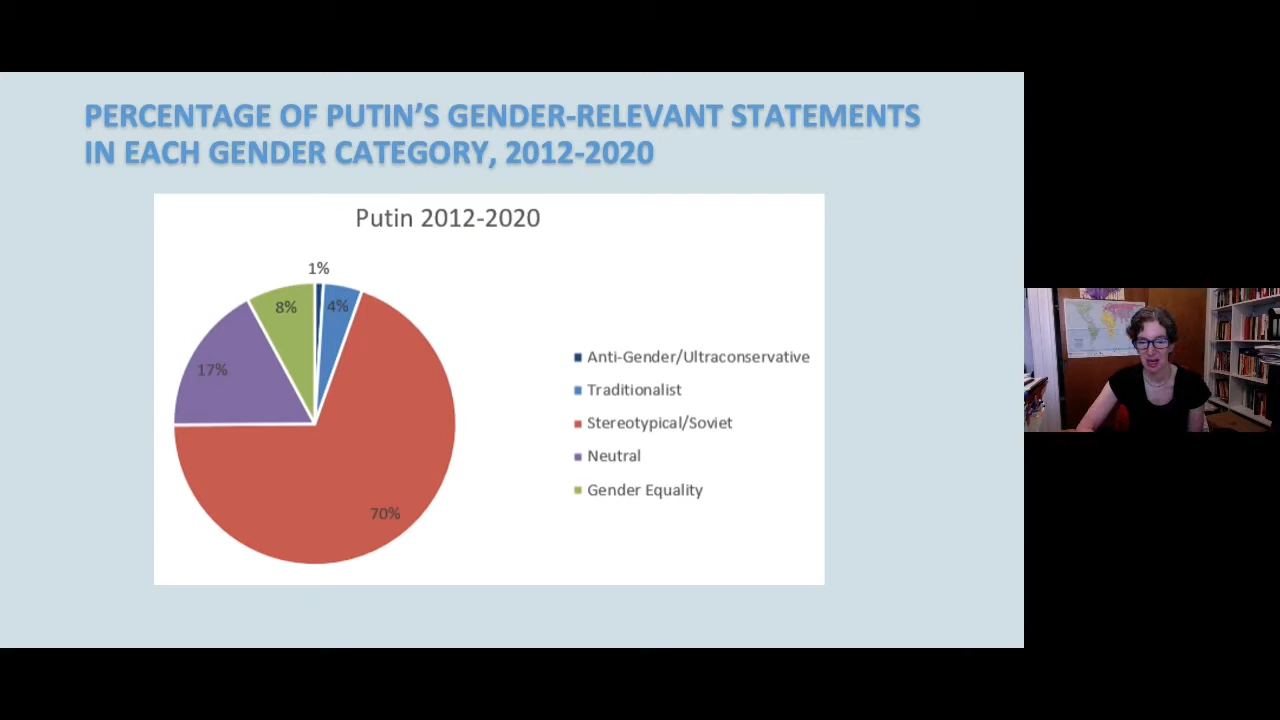 PERCENTAGE OF PUTIN’S GENDER-RELEVANT STATEMENTS
IN EACH GENDER CATEGORY, 2012-2020
Putin 2012-2020
1%
8%
4%
17%
70%
Anti-Gender/Ultraconservative
Traditionalist
Stereotypical/Soviet
Neutral
Gender Equality